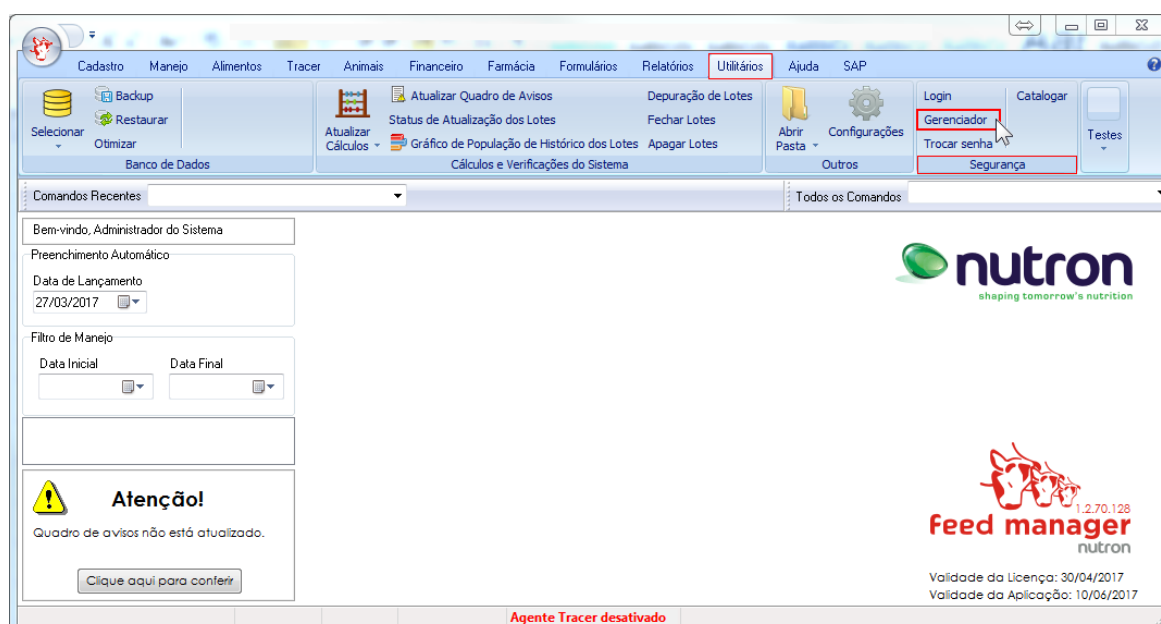 Cadastro Manejo Alimentos Tracer Animais Financeiro Farmácia Formulários Relatórios Utilitários Ajuda SAP
Selecionar
Backup
Restaurar
Otimizar
Banco de Dados
Atualizar
Cálculos
Atualizar Quadro de Avisos
Status de Atualização dos Lotes
Gráfico de População de Histórico dos Lotes
Depuração de Lotes
Fechar Lotes
Apagar Lotes
Cálculos e Verificações do Sistema
Abrir
Pasta
Configurações
Outros
Login
Gerenciador
Trocar senha
Catalogar
Segurança
Testes
Comandos Recentes
Todos os Comandos
Bem-vindo, Administrador do Sistema
Preenchimento Automático
Data de Lançamento
27/03/2017
Filtro de Manejo
Data Inicial Data Final
Atenção!
Quadro de avisos não está atualizado.
Clique aqui para conferir
nutron
shaping tomorrow's nutrition
1.2.70.128
feed manager
nutron
Validade da Licença: 30/04/2017
Validade da Aplicação: 10/06/2017
Agente Tracer desativado